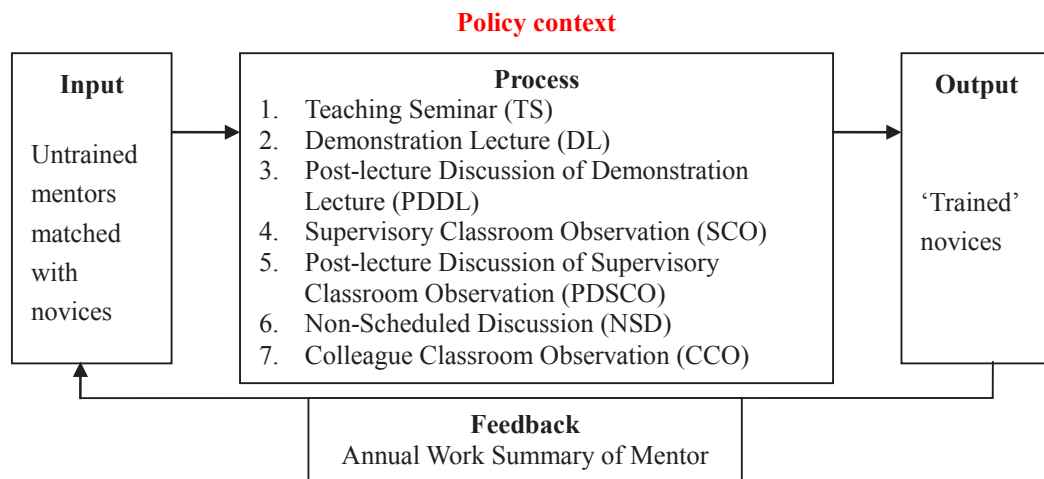 Policy context
Input
Untrained
mentors
matched
with
novices
Process
1. Teaching Seminar (TS)
2. Demonstration Lecture (DL)
3. Post-lecture Discussion of Demonstration
Lecture (PDDL)
4. Supervisory Classroom Observation (SCO)
5. Post-lecture Discussion of Supervisory
Classroom Observation (PDSCO)
6. Non-Scheduled Discussion (NSD)
7. Colleague Classroom Observation (CCO)
Output
‘Trained’
novices
Feedback
Annual Work Summary of Mentor